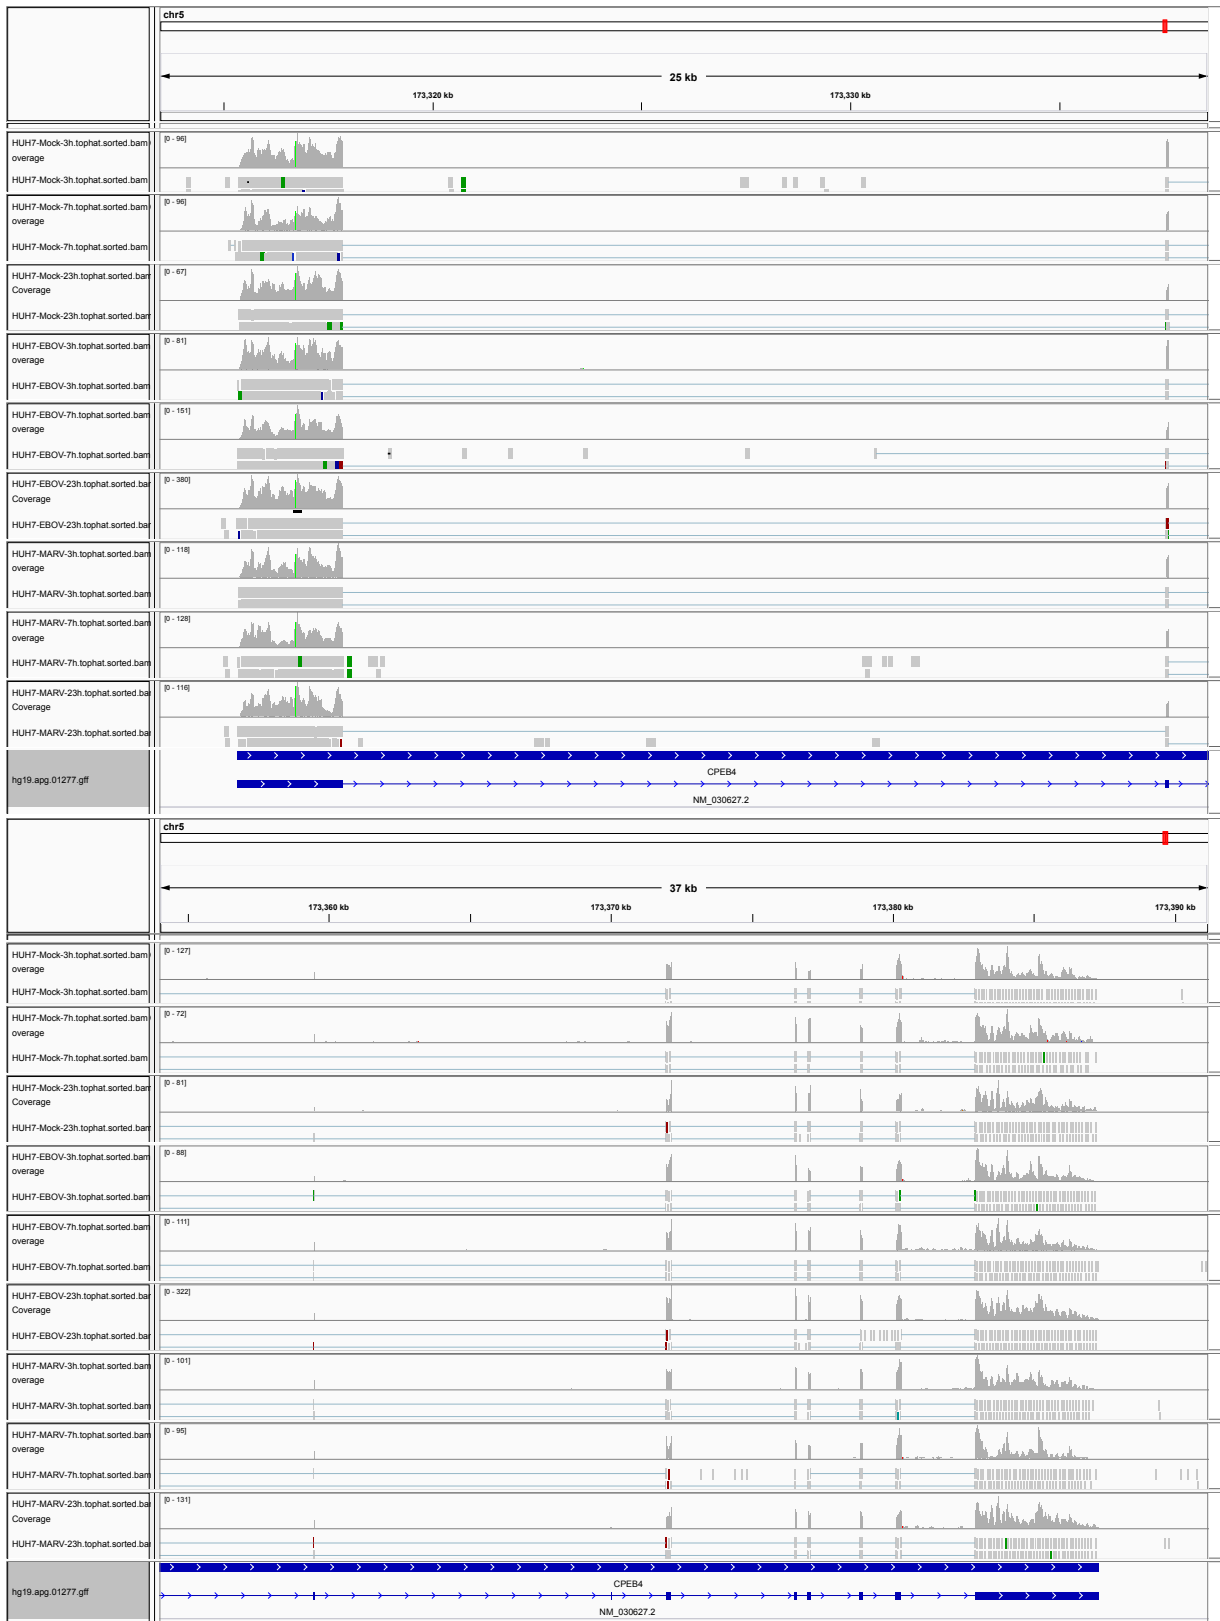 chr5
25 kb
173,320 kb
173,330 kb
HUH7-Mock-3h.tophat.sorted.bam
overage
[0 - 96]
HUH7-Mock-3h.tophat.sorted.bam
HUH7-Mock-7h.tophat.sorted.bam
overage
[0 - 96]
HUH7-Mock-7h.tophat.sorted.bam
HUH7-Mock-23h.tophat.sorted.bam
Coverage
[0 - 67]
HUH7-Mock-23h.tophat.sorted.bam
HUH7-EBOV-3h.tophat.sorted.bam
overage
[0 - 81]
HUH7-EBOV-3h.tophat.sorted.bam
HUH7-EBOV-7h.tophat.sorted.bam
overage
[0 - 151]
HUH7-EBOV-7h.tophat.sorted.bam
HUH7-EBOV-23h.tophat.sorted.bar
Coverage
[0 - 380]
HUH7-EBOV-23h.tophat.sorted.bar
HUH7-MARV-3h.tophat.sorted.bam
overage
[0 - 118]
HUH7-MARV-3h.tophat.sorted.bam
HUH7-MARV-7h.tophat.sorted.bam
overage
[0 - 128]
HUH7-MARV-7h.tophat.sorted.bam
HUH7-MARV-23h.tophat.sorted.ba
Coverage
[0 - 116]
HUH7-MARV-23h.tophat.sorted.ba
hg19.apg.01277.gff
CPEB4
NM_030627.2
chr5
37 kb
173,360 kb
173,370 kb
173,380 kb
173,390 kb
HUH7-Mock-3h.tophat.sorted.bam
overage
[0 - 127]
HUH7-Mock-3h.tophat.sorted.bam
HUH7-Mock-7h.tophat.sorted.bam
overage
[0 - 72]
HUH7-Mock-7h.tophat.sorted.bam
HUH7-Mock-23h.tophat.sorted.bam
Coverage
[0 - 81]
HUH7-Mock-23h.tophat.sorted.bam
HUH7-EBOV-3h.tophat.sorted.bam
overage
[0 - 88]
HUH7-EBOV-3h.tophat.sorted.bam
HUH7-EBOV-7h.tophat.sorted.bam
overage
[0 - 111]
HUH7-EBOV-7h.tophat.sorted.bam
HUH7-EBOV-23h.tophat.sorted.bar
Coverage
[0 - 322]
HUH7-EBOV-23h.tophat.sorted.bar
HUH7-MARV-3h.tophat.sorted.bam
overage
[0 - 101]
HUH7-MARV-3h.tophat.sorted.bam
HUH7-MARV-7h.tophat.sorted.bam
overage
[0 - 95]
HUH7-MARV-7h.tophat.sorted.bam
HUH7-MARV-23h.tophat.sorted.ba
Coverage
[0 - 131]
HUH7-MARV-23h.tophat.sorted.ba
hg19.apg.01277.gff
CPEB4
NM_030627.2